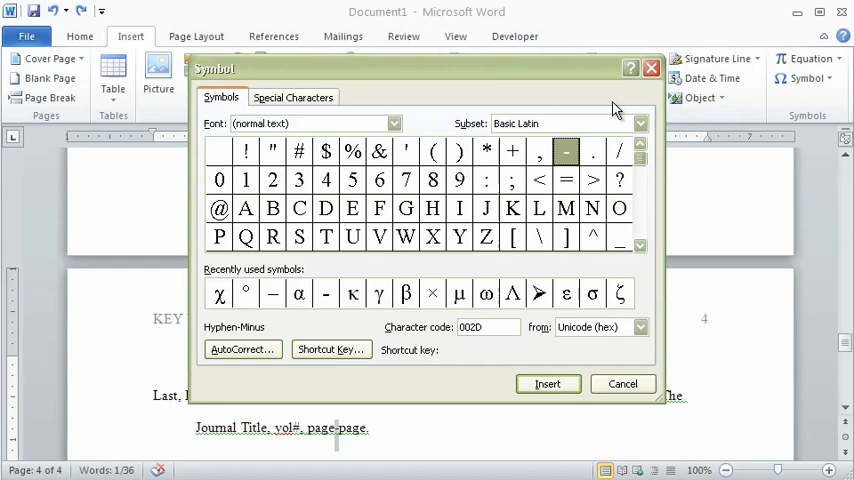 Document1 - Microsoft Word
File Home Insert Page Layout References Mailings Review View Developer
Cover Page
Blank Page
Page Break
Pages
Table
Tables
Picture
Signature Line
Date & Time
Object
Equation
Symbol
Symbols
Symbol
Symbols Special Characters
Font: (normal text) Subset: Basic Latin
! " # $ % & ' ( ) * + , - . /
0 1 2 3 4 5 6 7 8 9 : ; < = > ?
@ A B C D E F G H I J K L M N O
P Q R S T U V W X Y Z [ \ ] ^ _
Recently used symbols:
χ ° – α - κ γ β × μ ω Λ ➢ ε σ ζ
Hyphen-Minus Character code: 002D from: Unicode (hex)
AutoCorrect... Shortcut Key... Shortcut key:
Insert Cancel
KEY 4
Last, The
Journal Title, vol#, page-page.
Page: 4 of 4 Words: 1/36 100%